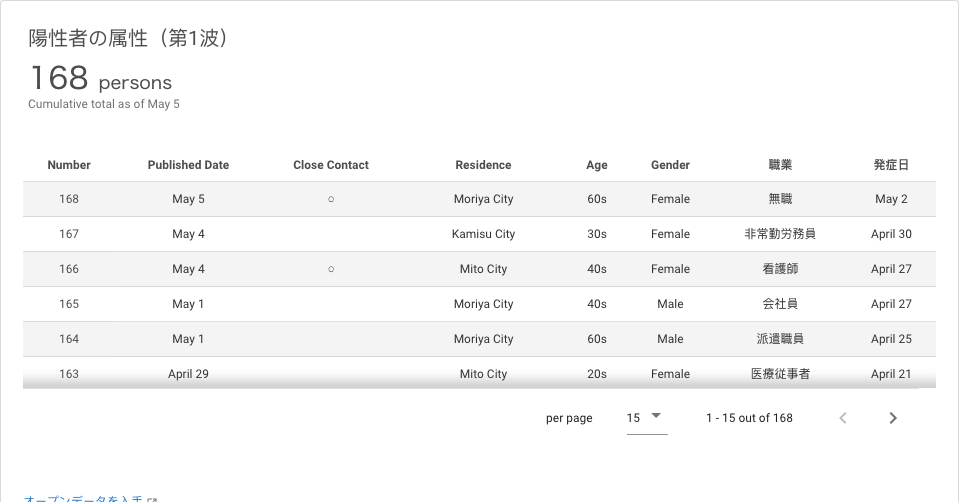 陽性者の属性（第1波）
168 persons
Cumulative total as of May 5
Number Published Date Close Contact Residence Age Gender 職業 発症日
168 May 5 ○ Moriya City 60s Female 無職 May 2
167 May 4 Kamisu City 30s Female 非常勤労務員 April 30
166 May 4 ○ Mito City 40s Female 看護師 April 27
165 May 1 Moriya City 40s Male 会社員 April 27
164 May 1 Moriya City 60s Male 派遣職員 April 25
163 April 29 Mito City 20s Female 医療従事者 April 21
per page 15 1 - 15 out of 168
オープンデータを入手